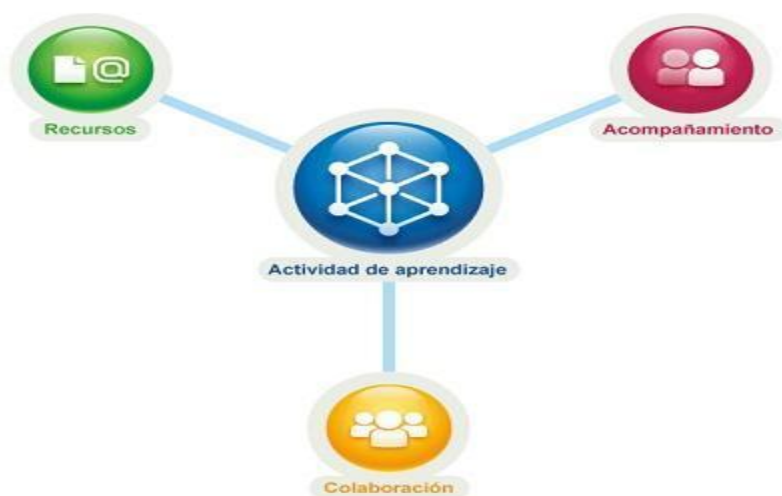 @
Recursos
Acompañamiento
Actividad de aprendizaje
Colaboración